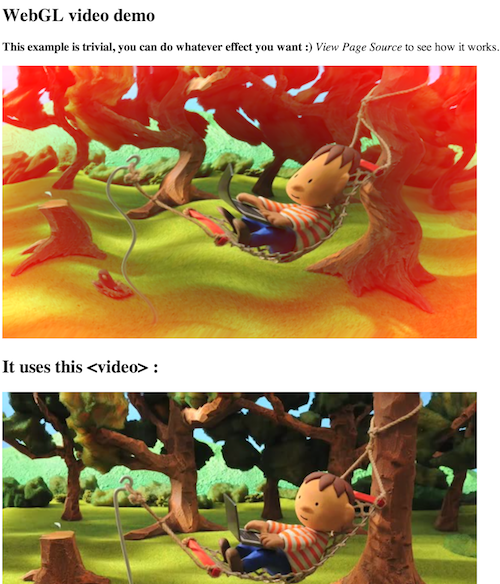 WebGL video demo
This example is trivial, you can do whatever effect you want :) View Page Source to see how it works.
It uses this <video> :